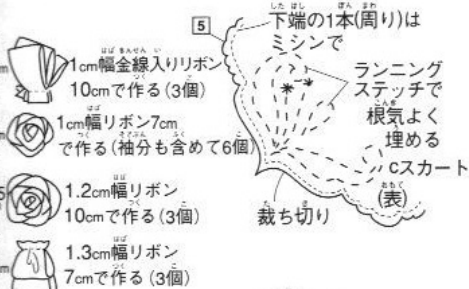 1cm幅金線入りリボン
10cmで作る(3個)
1cm幅リボン7cm
で作る(袖分も含めて6個)
1.2cm幅リボン
10cmで作る(3個)
1.3cm幅リボン
7cmで作る(3個)
5
下端の1本(周り)は
ミシンで
ランニング
ステッチで
根気よく
埋める
Cスカート
(表)
裁ち切り